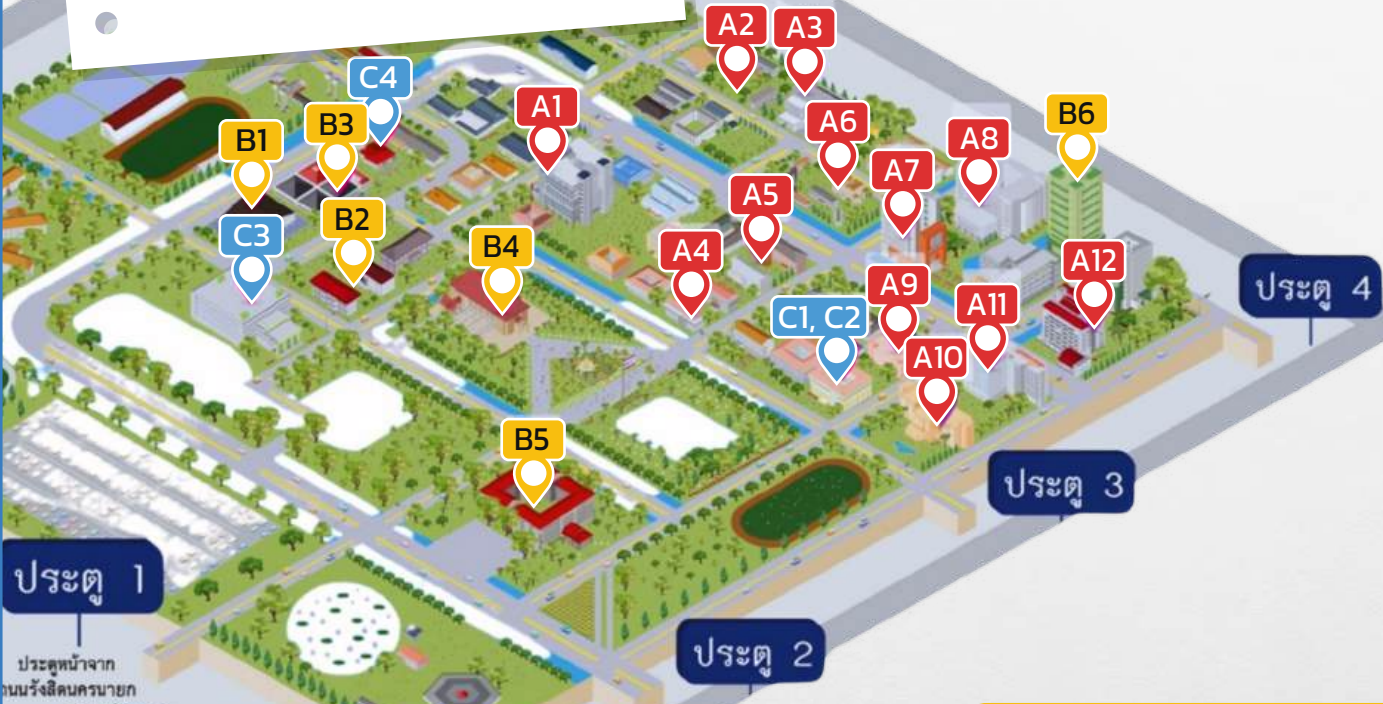 A2
A3
C4
A1
B6
B3
A6
B1
A8
A7
A5
B2
C3
B4
A4
A12
ประตู 4
A9
A11
C1, C2
A10
B5
ประตู 3
ประตู 1
ประตู 2
ประตูหน้าจาก
ถนนรังสิตนครนายก